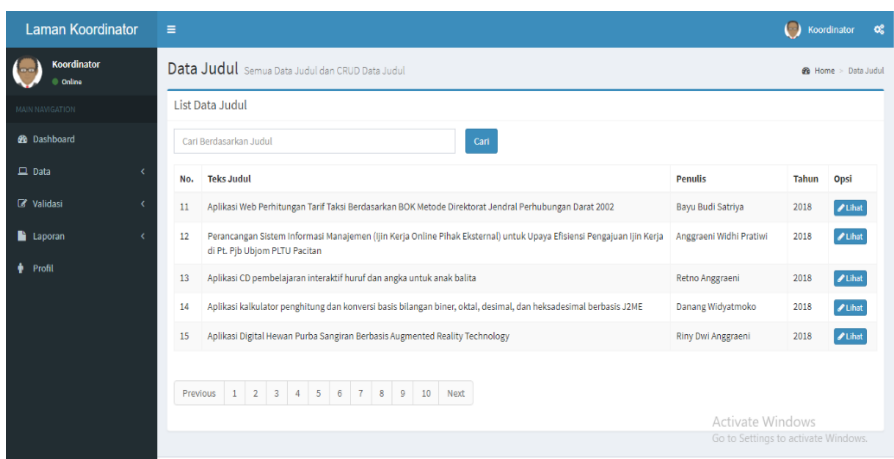 Laman Koordinator
Koordinator
Koordinator
Online
Data Judul Semua Data Judul dan CRUD Data Judul
Home > Data Judul
MAIN NAVIGATION
Dashboard
Data
Validasi
Laporan
Profil
List Data Judul
Cari Berdasarkan Judul
Cari
No. Teks Judul Penulis Tahun Opsi
11 Aplikasi Web Perhitungan Tarif Taksi Berdasarkan BOK Metode Direktorat Jendral Perhubungan Darat 2002 Bayu Budi Satriya 2018 Lihat
12 Perancangan Sistem Informasi Manajemen (Ijin Kerja Online Pihak Eksternal) untuk Upaya Efisiensi Pengajuan Ijin Kerja Anggraeni Widhi Pratiwi 2018 Lihat
di Pt. Pjb Ubjom PLTU Pacitan
13 Aplikasi CD pembelajaran interaktif huruf dan angka untuk anak balita Retno Anggraeni 2018 Lihat
14 Aplikasi kalkulator penghitung dan konversi basis bilangan biner, oktal, desimal, dan heksadesimal berbasis J2ME Danang Widyatmoko 2018 Lihat
15 Aplikasi Digital Hewan Purba Sangiran Berbasis Augmented Reality Technology Riny Dwi Anggraeni 2018 Lihat
Previous 1 2 3 4 5 6 7 8 9 10 Next
Activate Windows
Go to Settings to activate Windows.